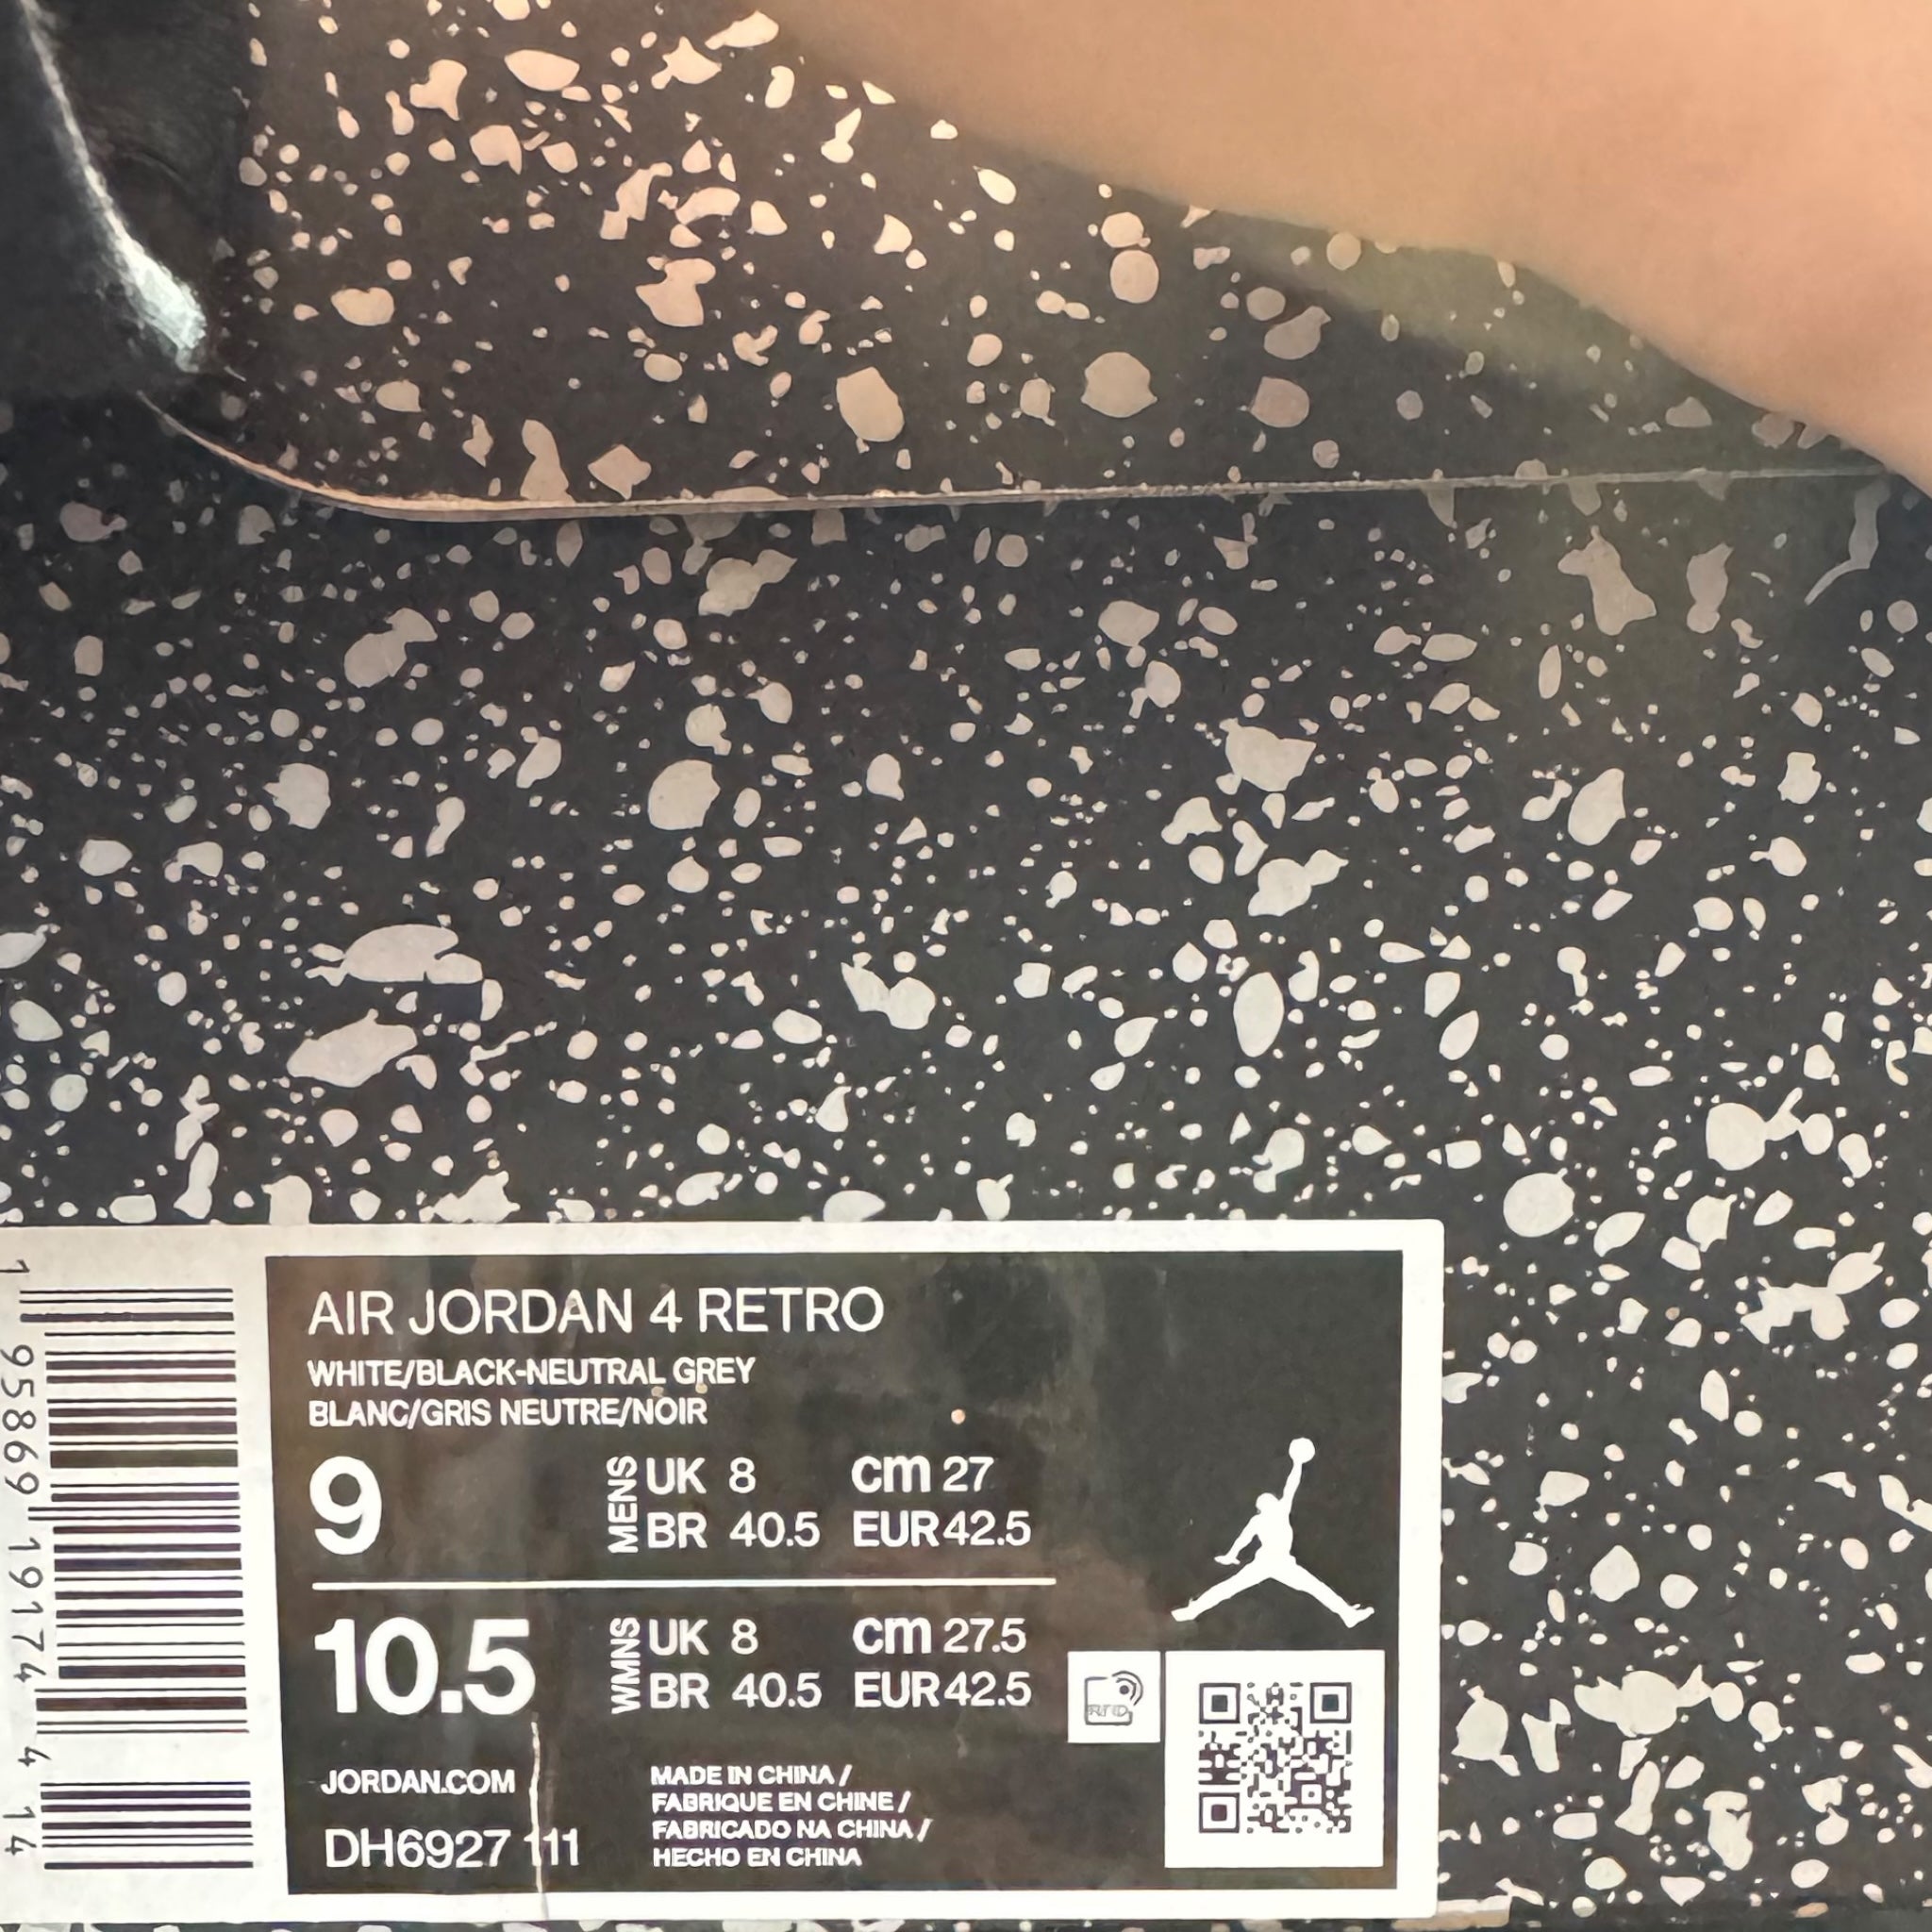 AIR JORDAN 4 RETRO
WHITE/BLACK-NEUTRAL GREY
BLANC/GRIS NEUTRE/NOIR
9
MENS
UK 8 cm 27
BR 40.5 EUR 42.5
10.5
WMNS
UK 8 cm 27.5
BR 40.5 EUR 42.5
JORDAN.COM
DH6927 111
MADE IN CHINA /
FABRIQUE EN CHINE /
FABRICADO NA CHINA /
HECHO EN CHINA
RFID
1 95869 19174 4 14